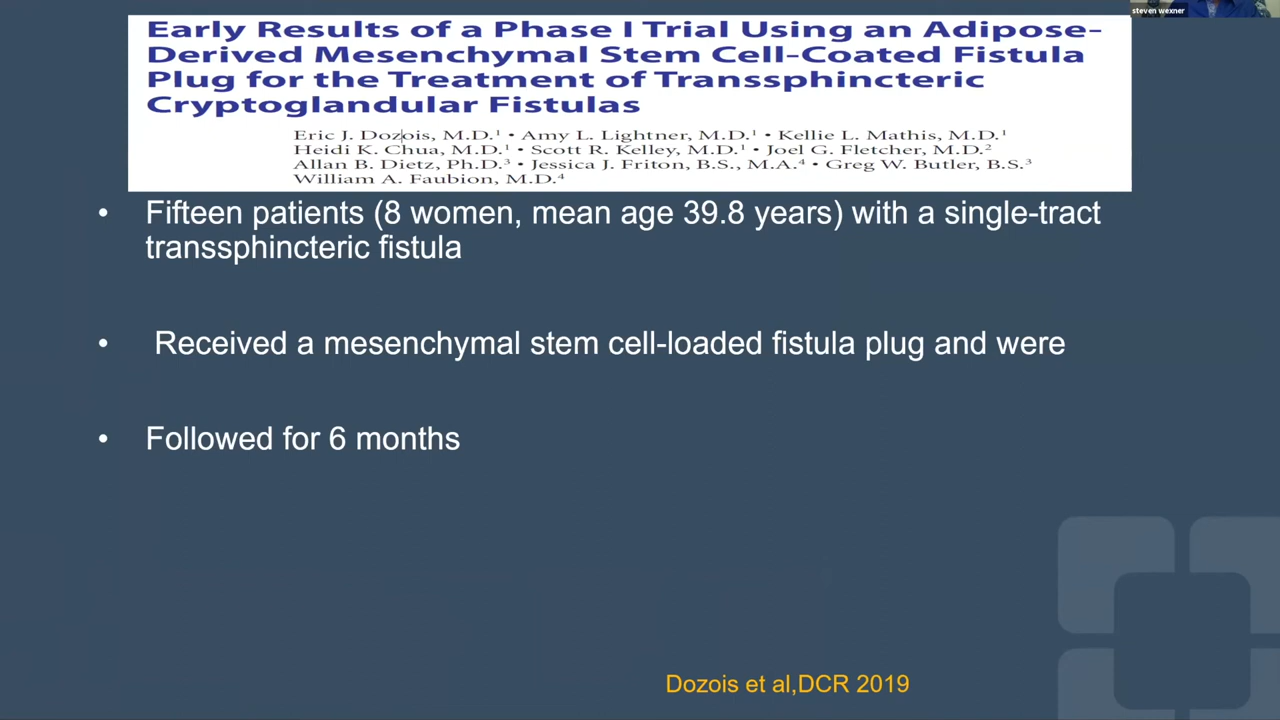 steven wexner
Early Results of a Phase I Trial Using an Adipose-
Derived Mesenchymal Stem Cell-Coated Fistula
Plug for the Treatment of Transsphincteric
Cryptoglandular Fistulas
Eric J. Dozois, M.D.¹ • Amy L. Lightner, M.D.¹ • Kellie L. Mathis, M.D.¹
Heidi K. Chua, M.D.¹ • Scott R. Kelley, M.D.¹ • Joel G. Fletcher, M.D.²
Allan B. Dietz, Ph.D.³ • Jessica J. Friton, B.S., M.A.⁴ • Greg W. Butler, B.S.³
William A. Faubion, M.D.⁴
• Fifteen patients (8 women, mean age 39.8 years) with a single-tract
transsphincteric fistula
• Received a mesenchymal stem cell-loaded fistula plug and were
• Followed for 6 months
Dozois et al,DCR 2019